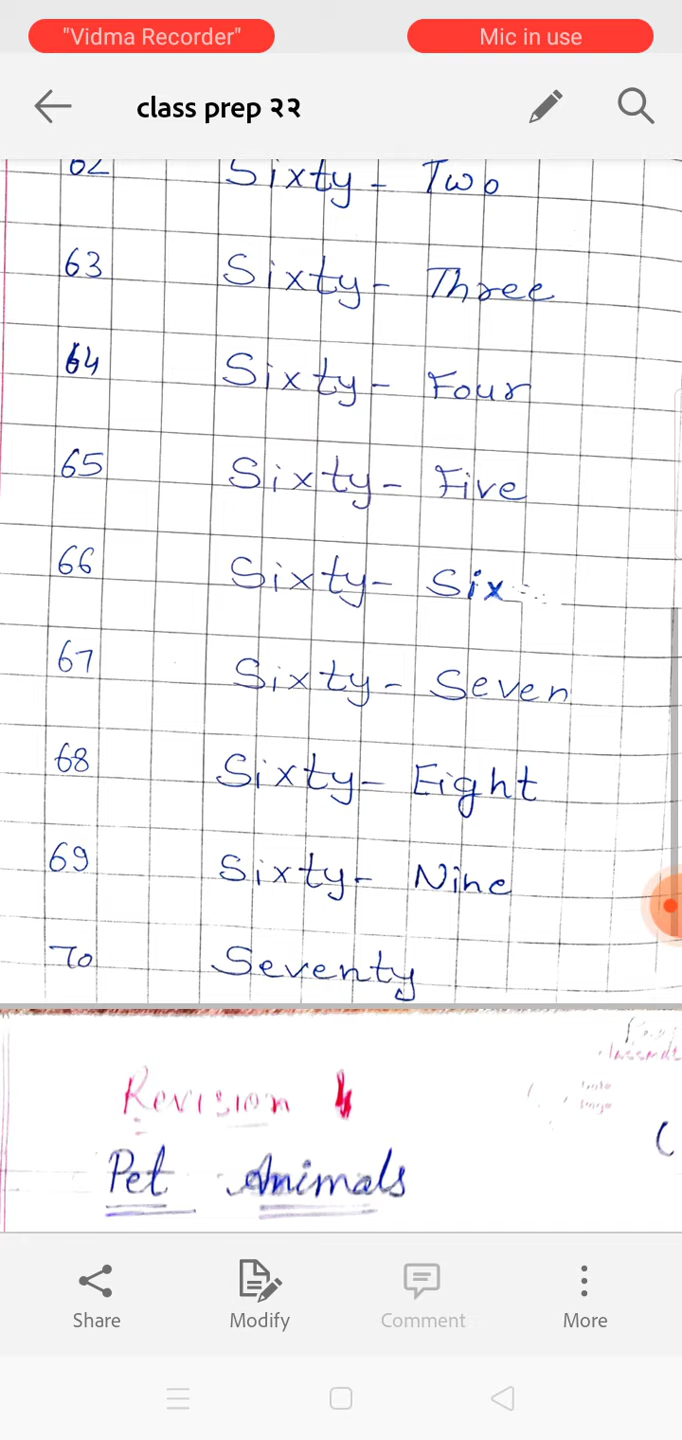 "Vidma Recorder" Mic in use
class prep २२
62 Sixty - Two
63 Sixty - Three
64 Sixty - Four
65 Sixty - Five
66 Sixty - Six
67 Sixty - Seven
68 Sixty - Eight
69 Sixty - Nine
70 Seventy
Revision 4
Pet Animals
Share Modify Comment More